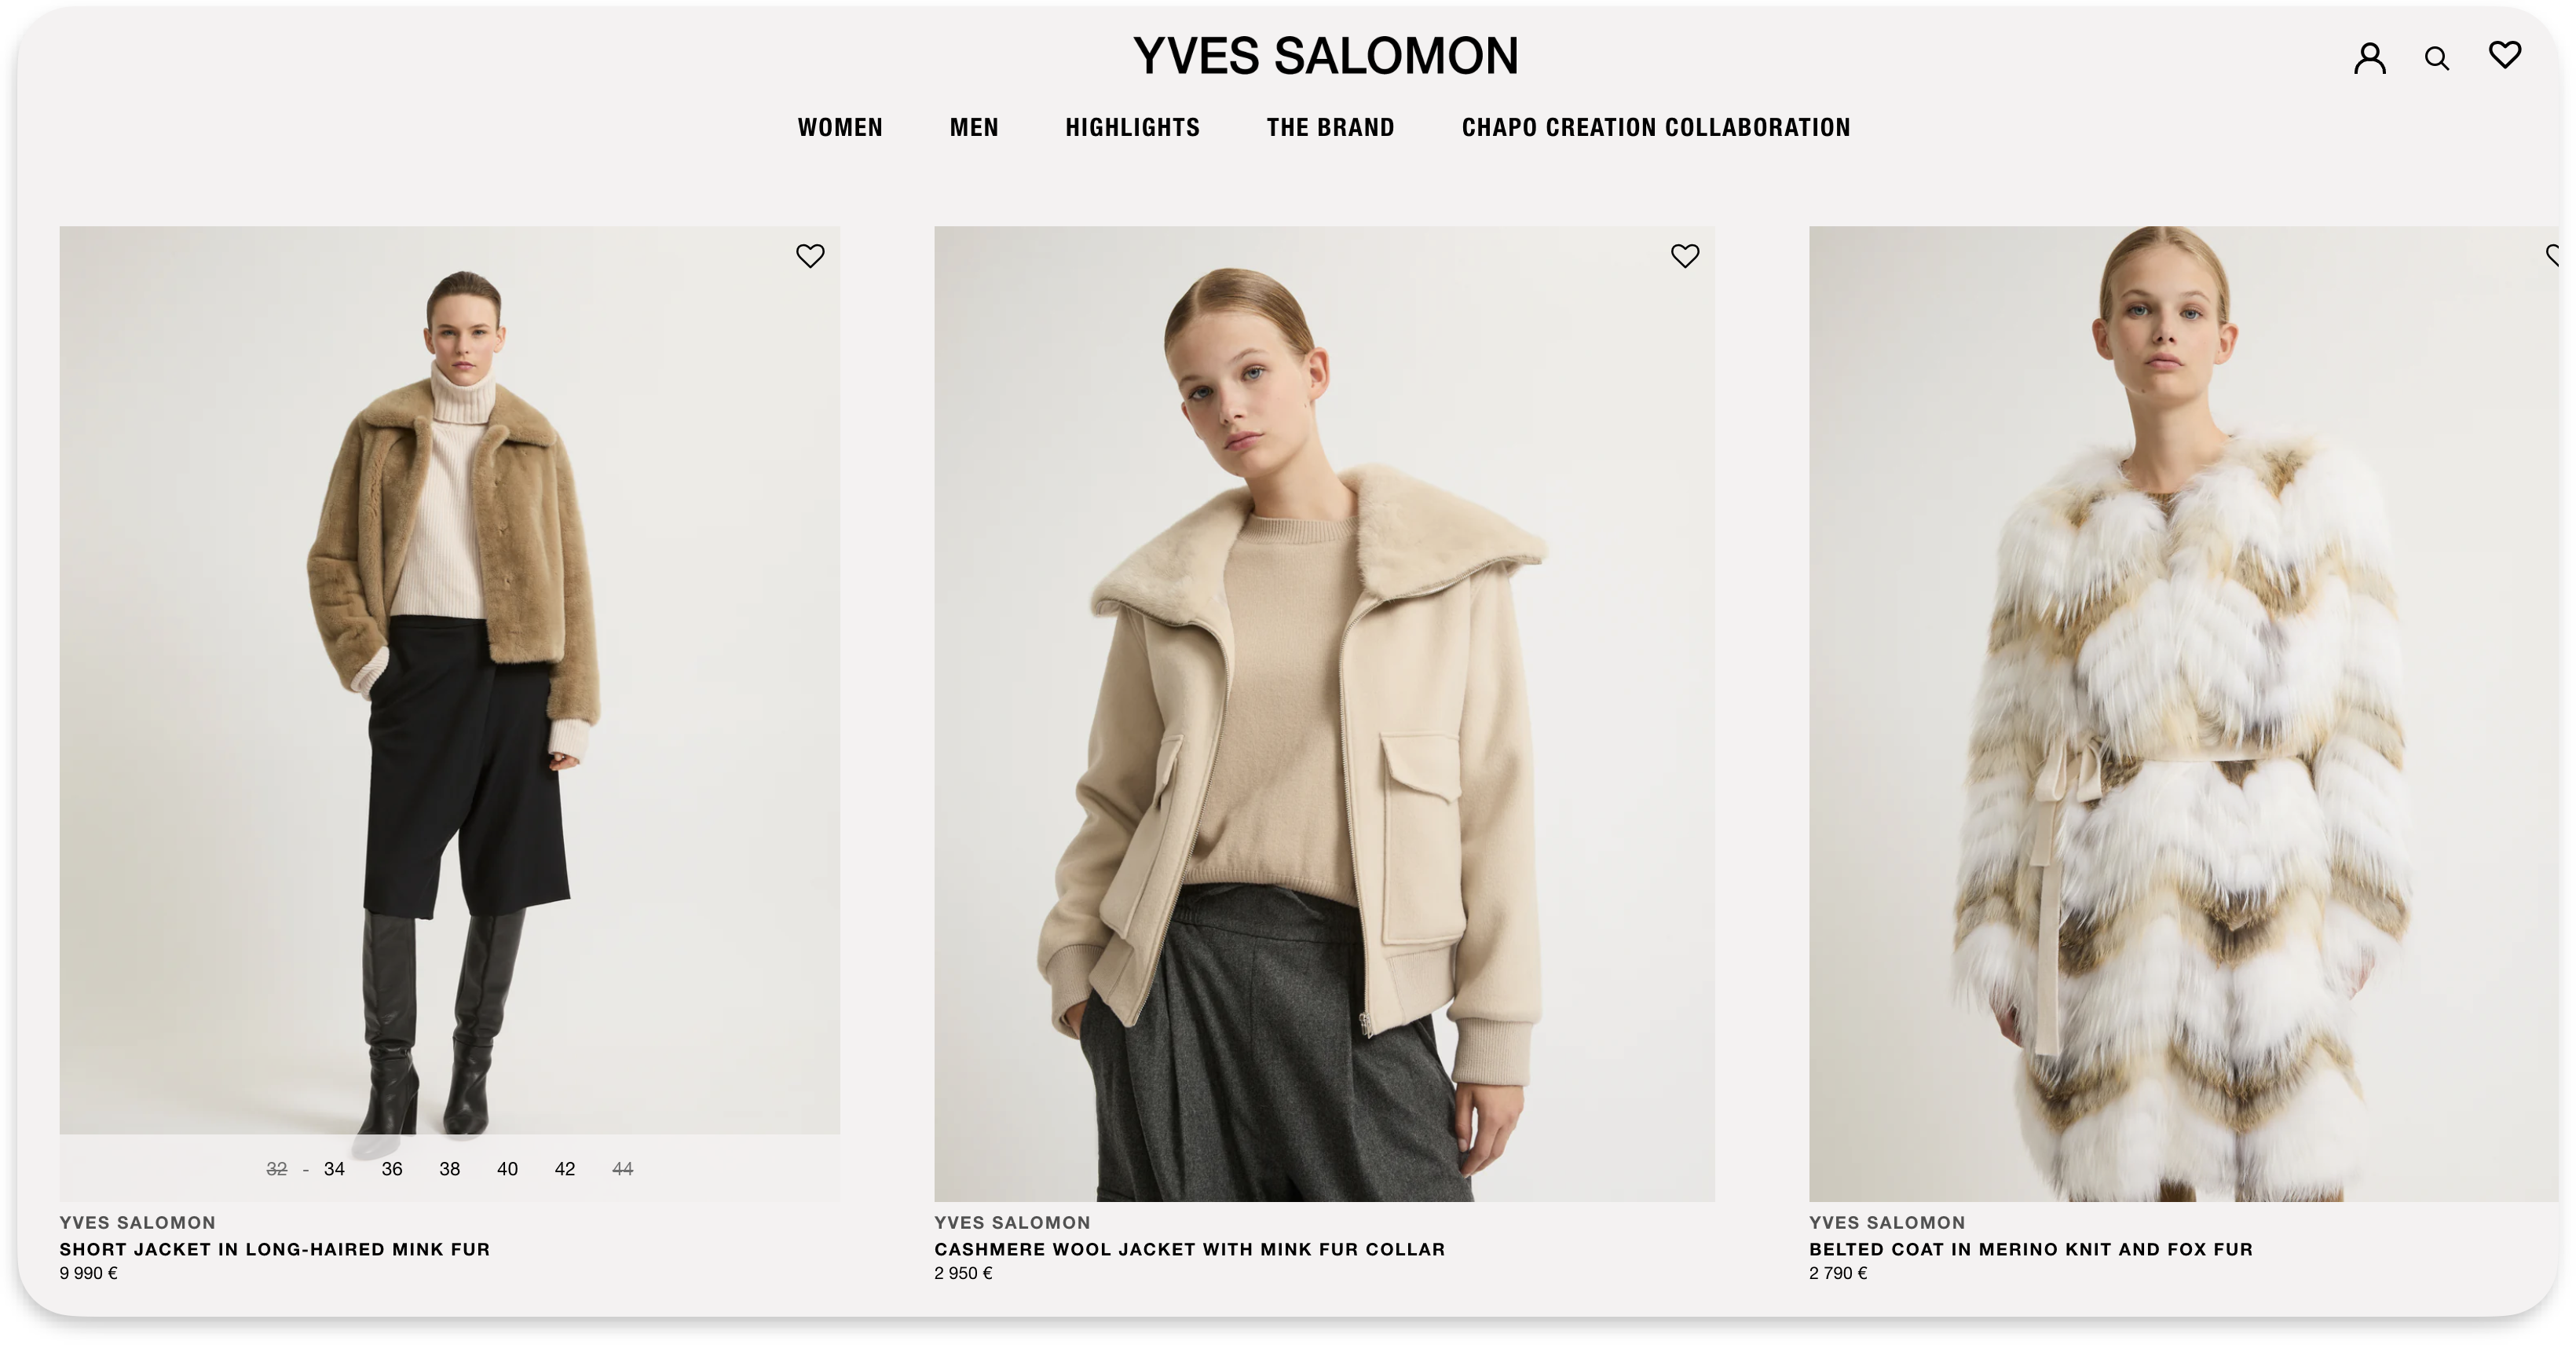 YVES SALOMON
WOMEN MEN HIGHLIGHTS THE BRAND CHAPO CREATION COLLABORATION
32 - 34 36 38 40 42 44
YVES SALOMON
SHORT JACKET IN LONG-HAIRED MINK FUR
9 990 €
YVES SALOMON
CASHMERE WOOL JACKET WITH MINK FUR COLLAR
2 950 €
YVES SALOMON
BELTED COAT IN MERINO KNIT AND FOX FUR
2 790 €